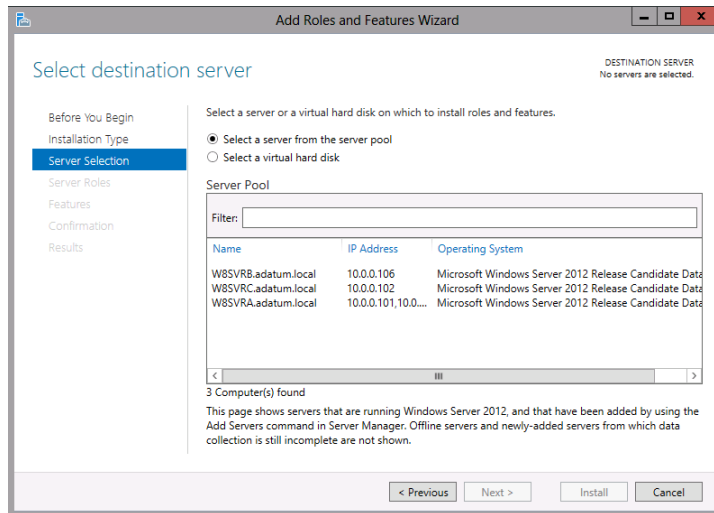 Add Roles and Features Wizard
Select destination server
DESTINATION SERVER
No servers are selected.
Before You Begin
Installation Type
Server Selection
Server Roles
Features
Confirmation
Results
Select a server or a virtual hard disk on which to install roles and features.
Select a server from the server pool
Select a virtual hard disk
Server Pool
Filter:
Name IP Address Operating System
W8SVRB.adatum.local 10.0.0.106 Microsoft Windows Server 2012 Release Candidate Data
W8SVRC.adatum.local 10.0.0.102 Microsoft Windows Server 2012 Release Candidate Data
W8SVRA.adatum.local 10.0.0.101,10.0.... Microsoft Windows Server 2012 Release Candidate Data
3 Computer(s) found
This page shows servers that are running Windows Server 2012, and that have been added by using the
Add Servers command in Server Manager. Offline servers and newly-added servers from which data
collection is still incomplete are not shown.
< Previous Next > Install Cancel